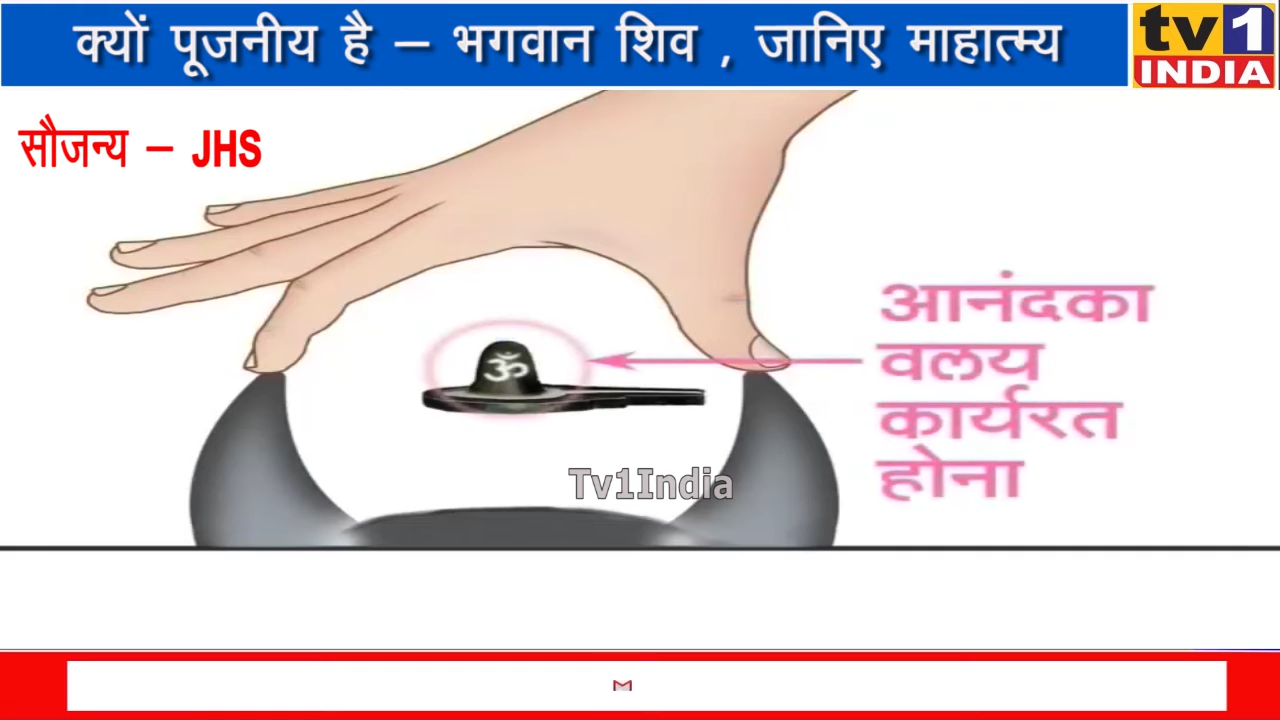 क्यों पूजनीय है – भगवान शिव , जानिए माहात्म्य
tv1
INDIA
सौजन्य – JHS
ॐ
आनंदका
वलय
कार्यरत
होना
Tv1India